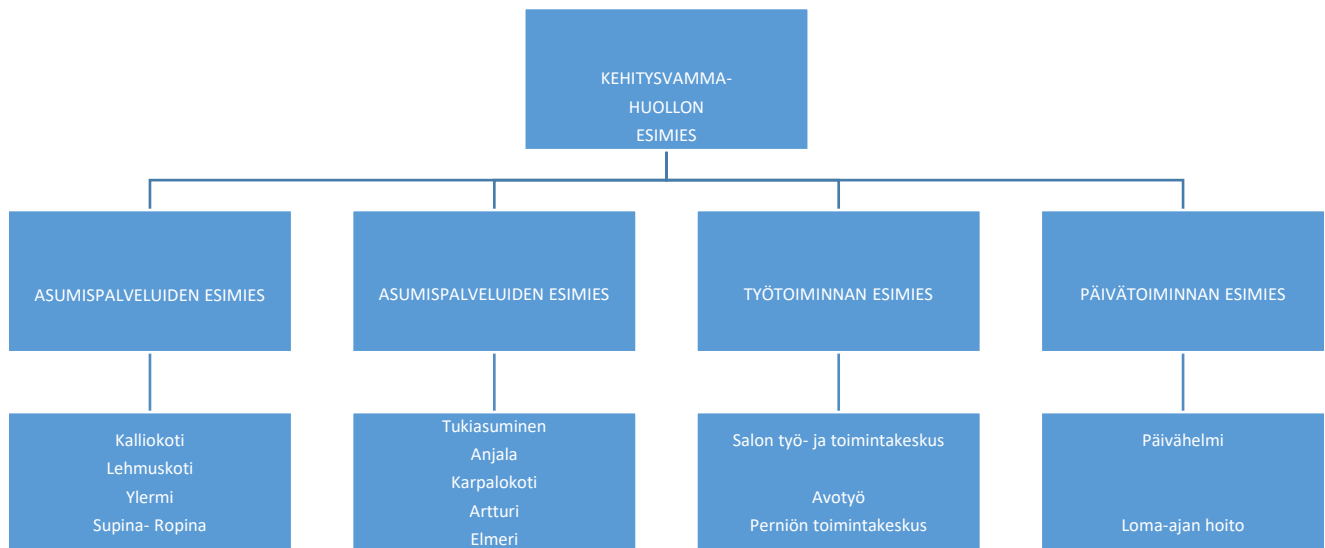 KEHITYSVAMMA-
HUOLLON
ESIMIES
ASUMISPALVELUIDEN ESIMIES
ASUMISPALVELUIDEN ESIMIES
TYÖTOIMINNAN ESIMIES
PÄIVÄTOIMINNAN ESIMIES
Kalliokoti
Lehmuskoti
Ylermi
Supina- Ropina
Tukiasuminen
Anjala
Karpalokoti
Artturi
Elmeri
Salon työ- ja toimintakeskus
Avotyö
Perniön toimintakeskus
Päivähelmi
Loma-ajan hoito